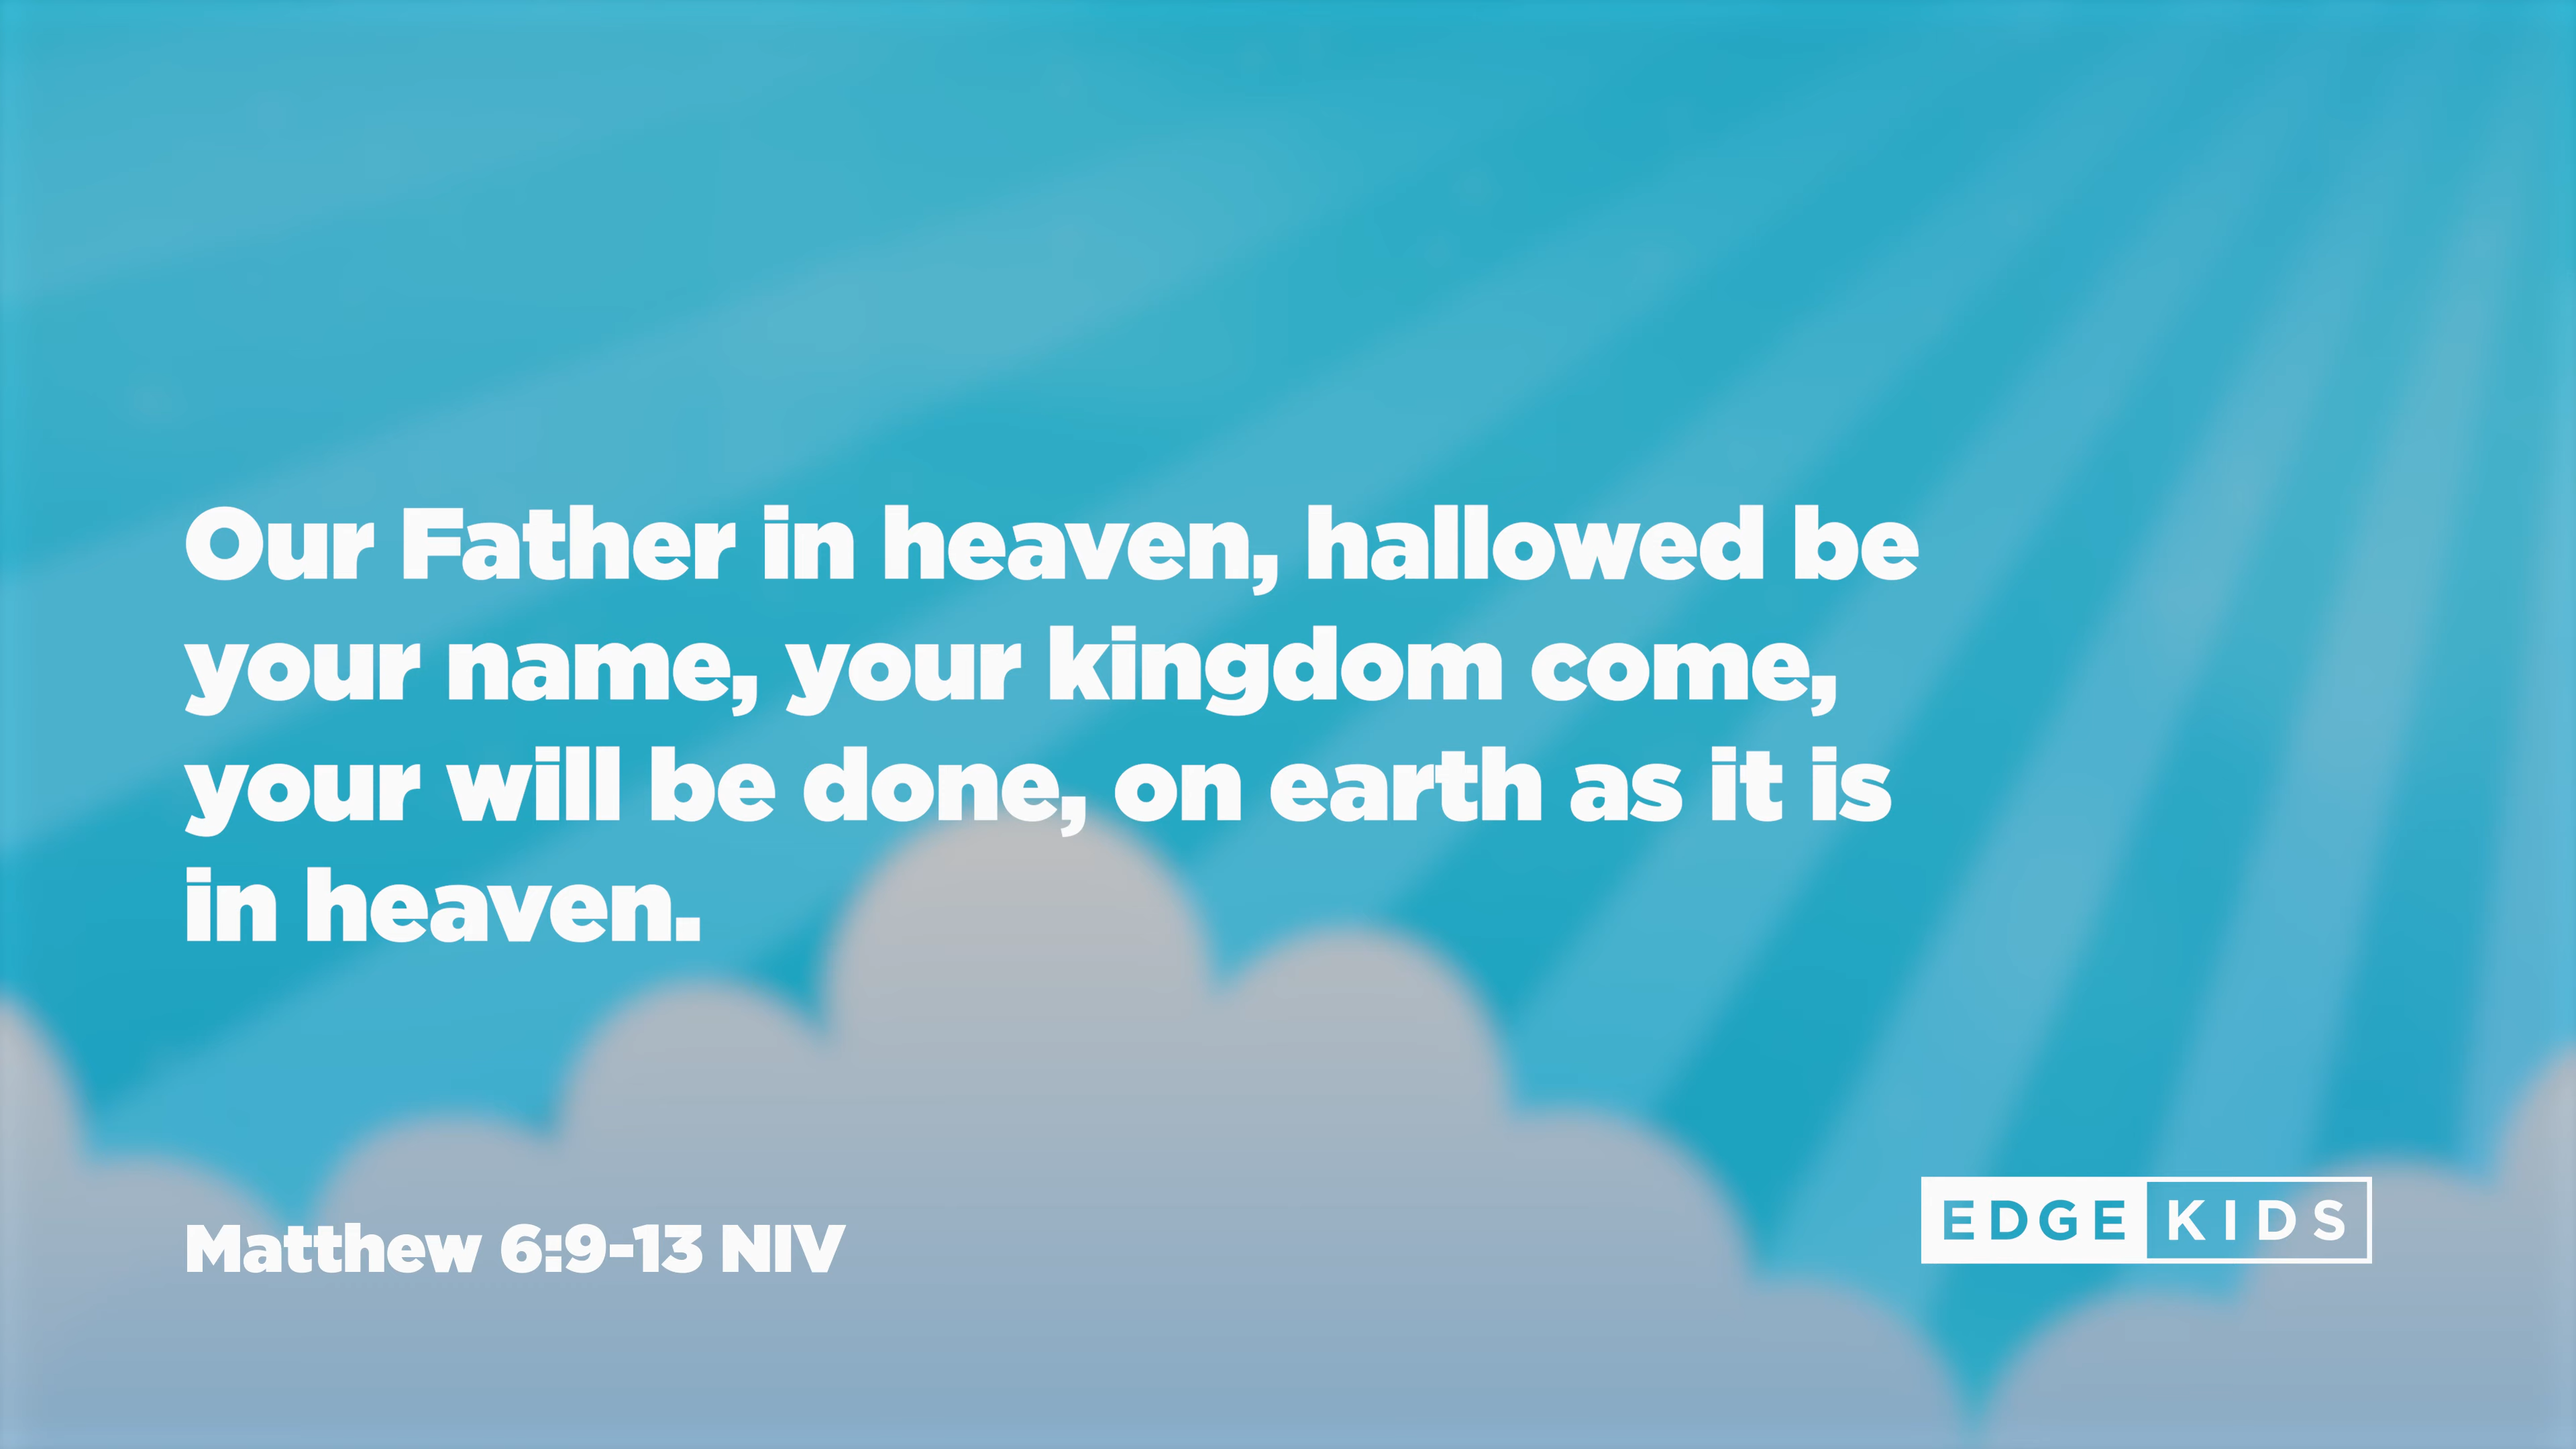 Our Father in heaven, hallowed be
your name, your kingdom come,
your will be done, on earth as it is
in heaven.
Matthew 6:9-13 NIV
EDGE KIDS